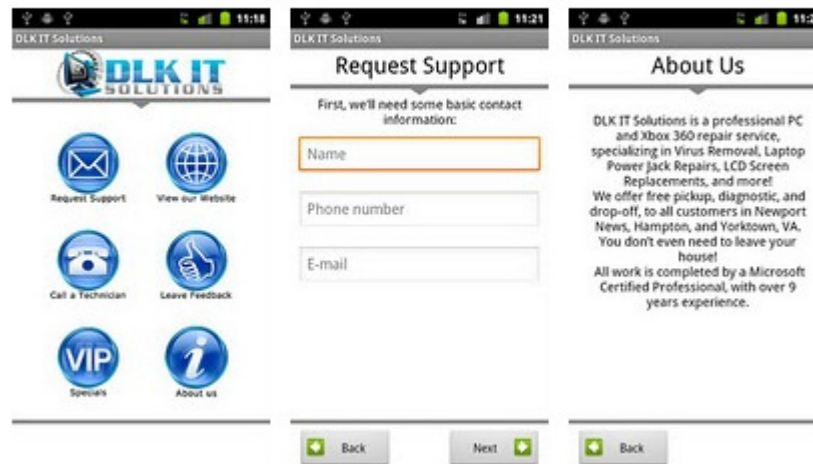 11:18
DLK IT Solutions
DLK IT
SOLUTIONS
Request Support
View our Website
Call a Technician
Leave Feedback
VIP
Specials
About us
11:21
DLK IT Solutions
Request Support
First, we'll need some basic contact
information:
Name
Phone number
E-mail
Back
Next
DLK IT Solutions
About Us
DLK IT Solutions is a professional PC
and Xbox 360 repair service,
specializing in Virus Removal, Laptop
Power Jack Repairs, LCD Screen
Replacements, and more!
We offer free pickup, diagnostic, and
drop-off, to all customers in Newport
News, Hampton, and Yorktown, VA.
You don't even need to leave your
house!
All work is completed by a Microsoft
Certified Professional, with over 9
years experience.
Back